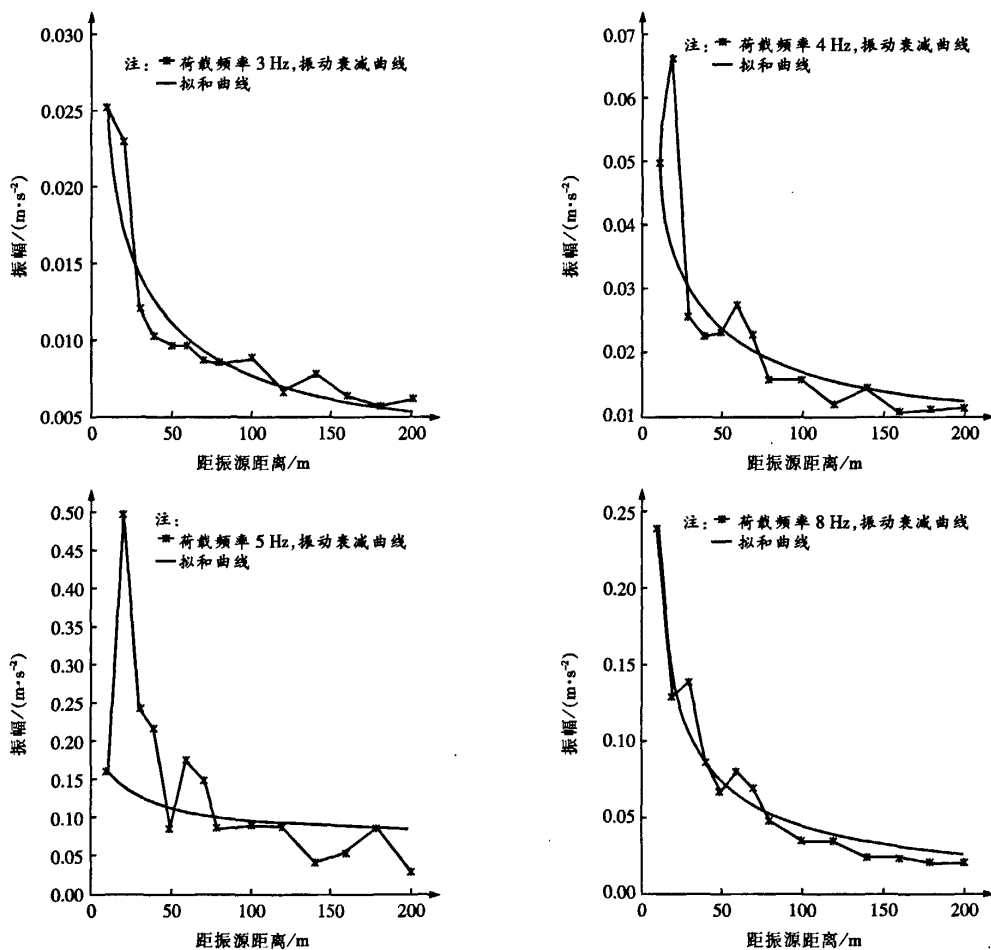 0.030
0.025
0.020
0.015
0.010
0.005
振幅/(m·s⁻²)
注: 荷载频率 3 Hz,振动衰减曲线
拟和曲线
0 50 100 150 200
距振源距离/m
0.07
0.06
0.05
0.04
0.03
0.02
0.01
振幅/(m·s⁻²)
注: 荷载频率 4 Hz,振动衰减曲线
拟和曲线
0 50 100 150 200
距振源距离/m
0.50
0.45
0.40
0.35
0.30
0.25
0.20
0.15
0.10
0.05
0.00
振幅/(m·s⁻²)
注:
荷载频率 5 Hz,振动衰减曲线
拟和曲线
0 50 100 150 200
距振源距离/m
0.25
0.20
0.15
0.10
0.05
0.00
振幅/(m·s⁻²)
注: 荷载频率 8 Hz,振动衰减曲线
拟和曲线
0 50 100 150 200
距振源距离/m